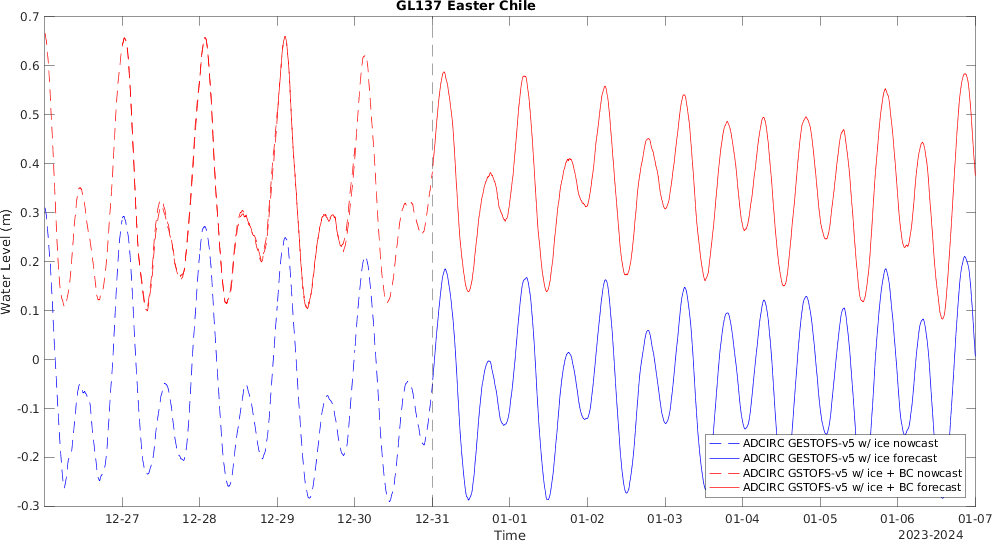 GL137 Easter Chile
Water Level (m)
0.7
0.6
0.5
0.4
0.3
0.2
0.1
0
-0.1
-0.2
-0.3
ADCIRC GESTOFS-v5 w/ ice nowcast
ADCIRC GESTOFS-v5 w/ ice forecast
ADCIRC GSTOFS-v5 w/ ice + BC nowcast
ADCIRC GSTOFS-v5 w/ ice + BC forecast
12-27 12-28 12-29 12-30 12-31 01-01 01-02 01-03 01-04 01-05 01-06 01-07
Time
2023-2024